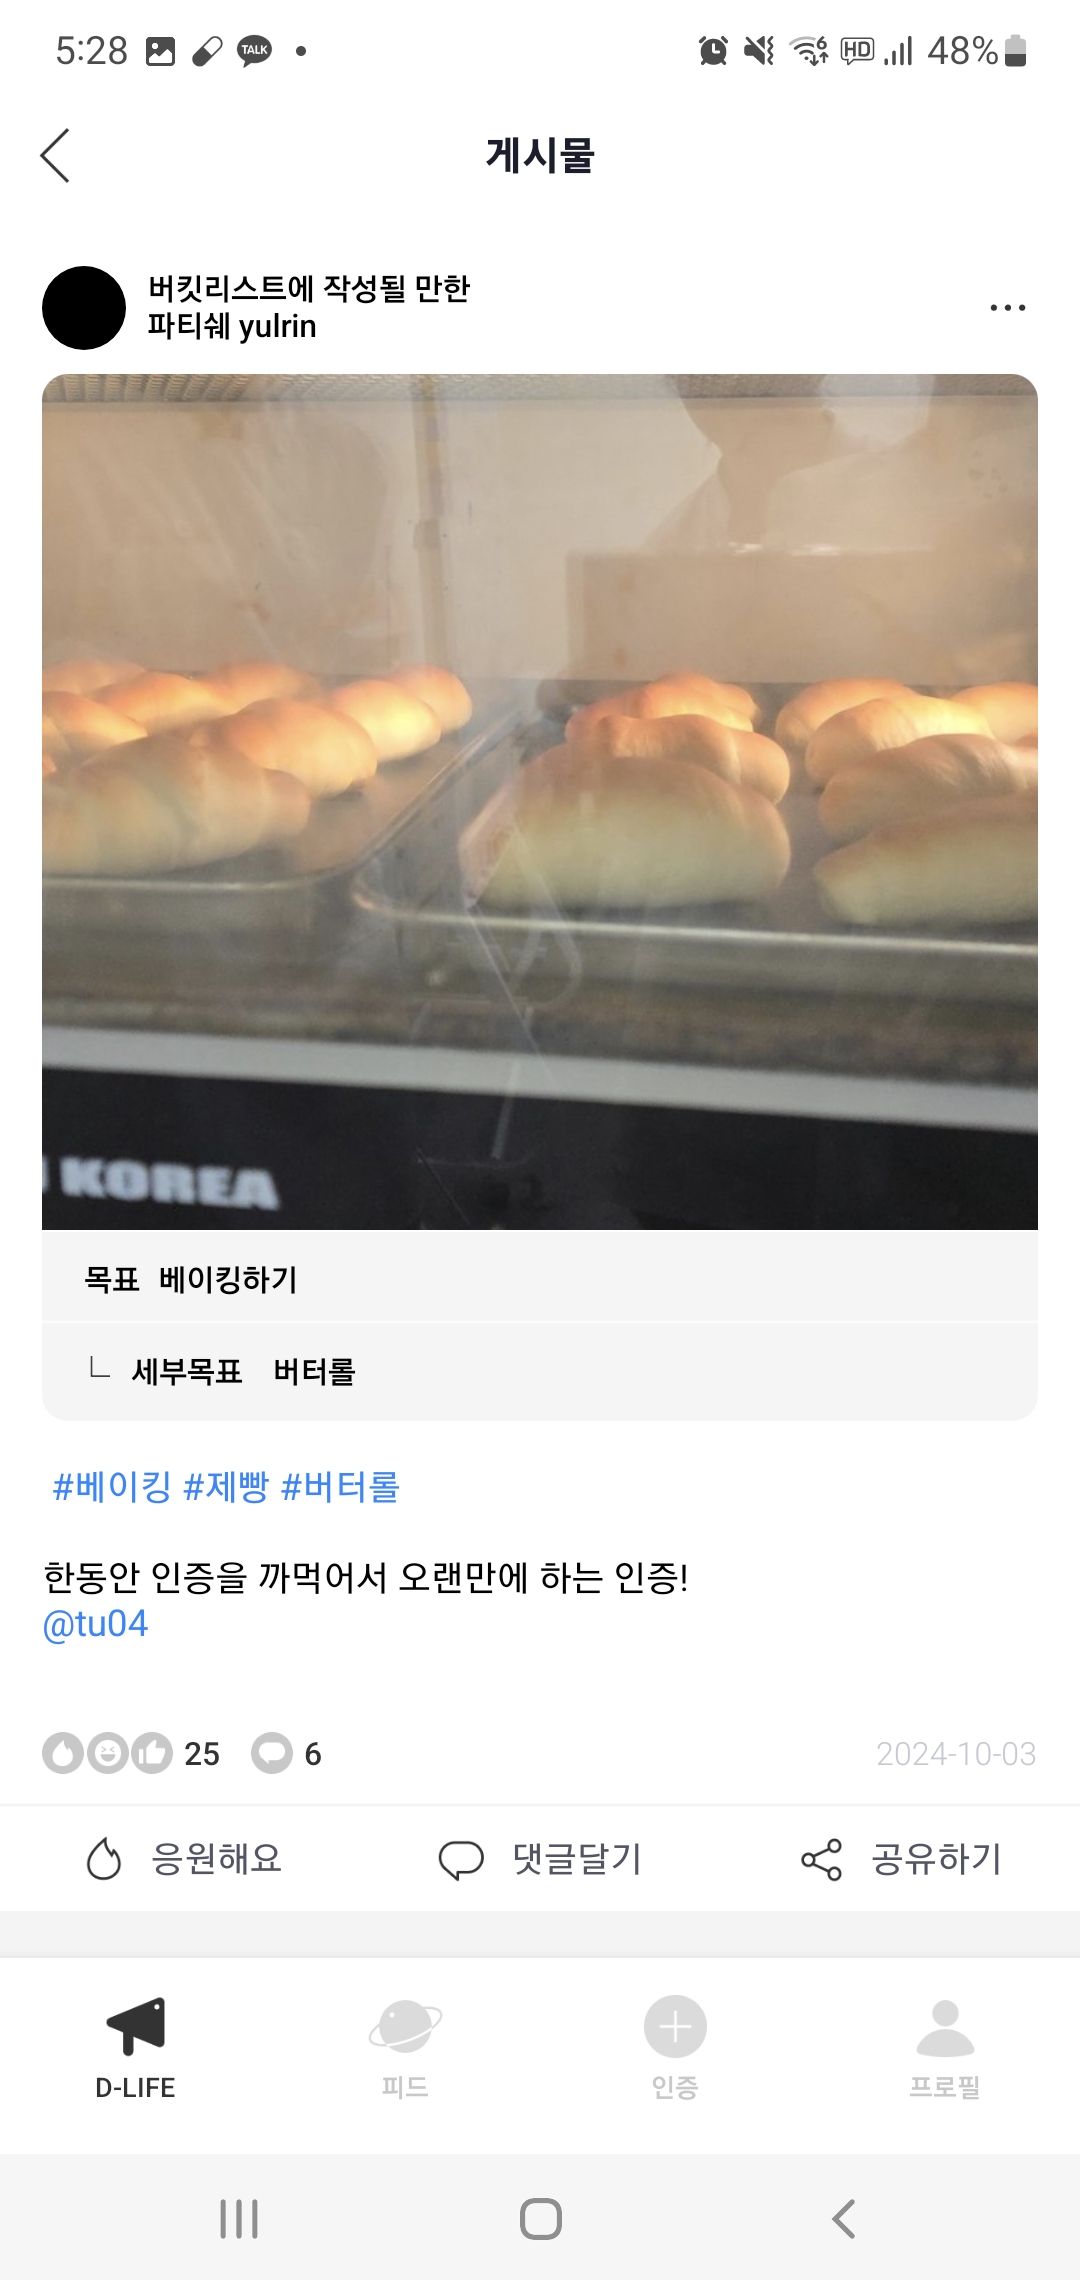 5:28 TALK HD 48%
게시물
버킷리스트에 작성될 만한
파티쉐 yulrin
KOREA
목표 베이킹하기
세부목표 버터롤
#베이킹 #제빵 #버터롤
한동안 인증을 까먹어서 오랜만에 하는 인증!
@tu04
25 6 2024-10-03
응원해요 댓글달기 공유하기
D-LIFE 피드 인증 프로필